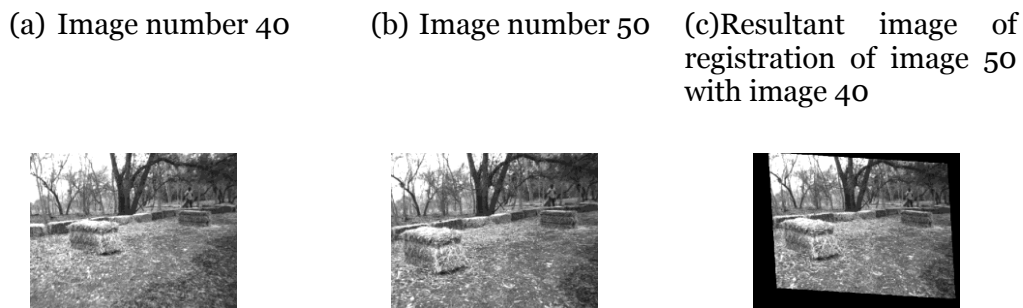 (a) Image number 40
(b) Image number 50
(c)Resultant image of
registration of image 50
with image 40